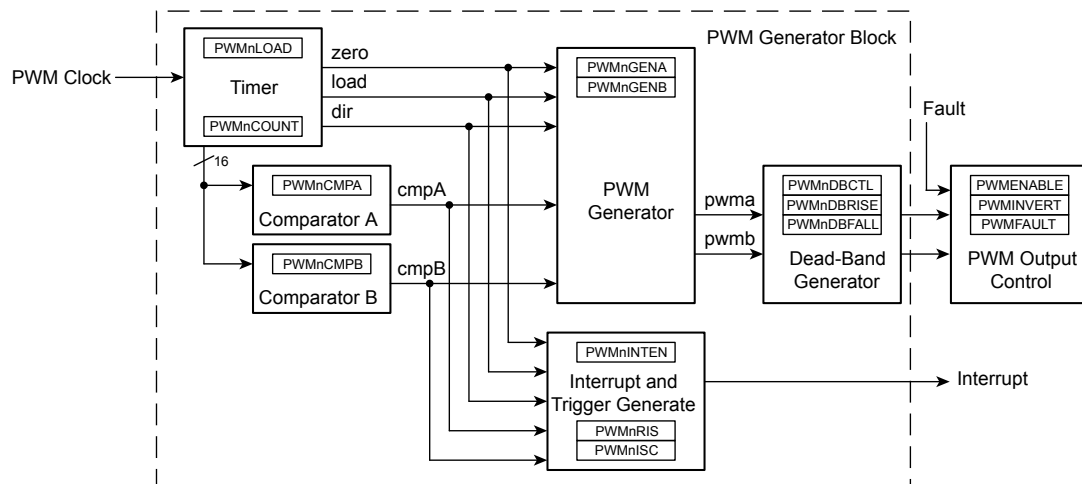 PWM Generator Block
PWM Clock
PWMnLOAD
Timer
PWMnCOUNT
16
zero
load
dir
PWMnCMPA
Comparator A
cmpA
PWMnCMPB
Comparator B
cmpB
PWMnGENA
PWMnGENB
PWM
Generator
pwma
pwmb
PWMnDBCTL
PWMnDBRISE
PWMnDBFALL
Dead-Band
Generator
Fault
PWMENABLE
PWMINVERT
PWMFAULT
PWM Output
Control
PWMnINTEN
Interrupt and
Trigger Generate
PWMnRIS
PWMnISC
Interrupt